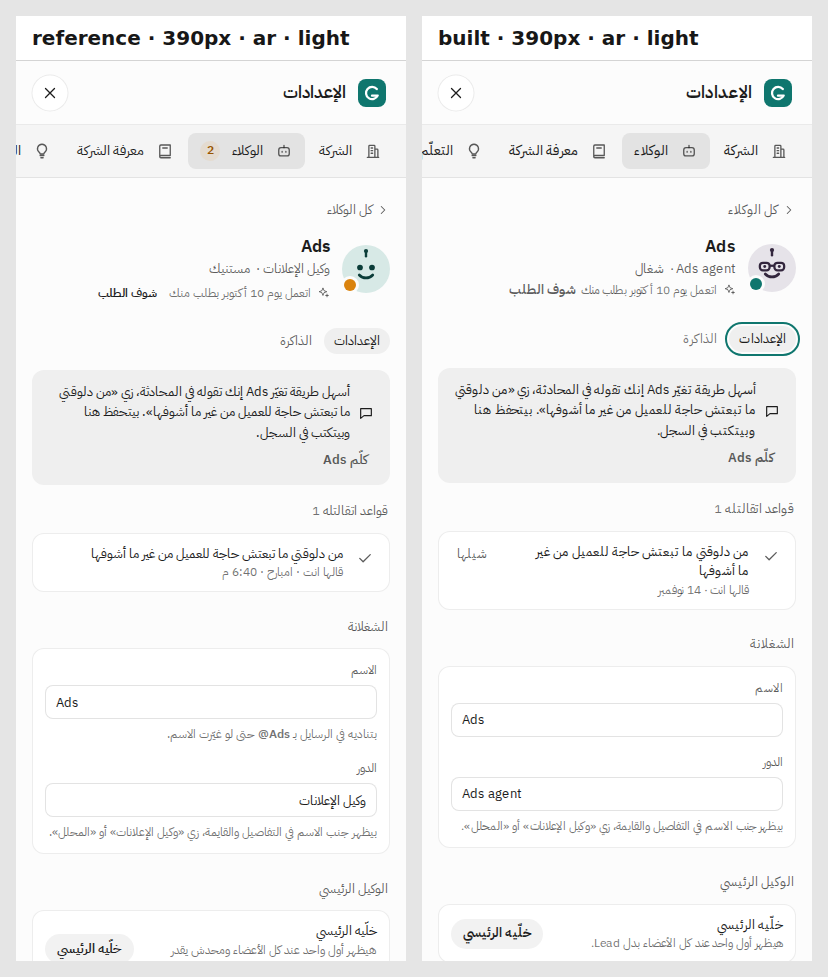 reference · 390px · ar · light
الإعدادات
الشركة
الوكلاء
2
معرفة الشركة
ال
كل الوكلاء
Ads
وكيل الإعلانات · مستنيك
اتعمل يوم 10 أكتوبر بطلب منك شوف الطلب
الإعدادات
الذاكرة
أسهل طريقة تغيّر Ads إنك تقوله في المحادثة، زي «من دلوقتي
ما تبعتش حاجة للعميل من غير ما أشوفها». بيتحفظ هنا
وبيتكتب في السجل.
كلّم Ads
قواعد اتقالتله 1
من دلوقتي ما تبعتش حاجة للعميل من غير ما أشوفها
قالها انت · امبارح · 6:40 م
الشغلانة
الاسم
Ads
بتناديه في الرسايل بـ @Ads حتى لو غيّرت الاسم.
الدور
وكيل الإعلانات
بيظهر جنب الاسم في التفاصيل والقايمة، زي «وكيل الإعلانات» أو «المحلل».
الوكيل الرئيسي
خلّيه الرئيسي
هيظهر أول واحد عند كل الأعضاء ومحدش يقدر
خلّيه الرئيسي
built · 390px · ar · light
الإعدادات
الشركة
الوكلاء
معرفة الشركة
التعلّم
كل الوكلاء
Ads
Ads agent · شغال
اتعمل يوم 10 أكتوبر بطلب منك شوف الطلب
الإعدادات
الذاكرة
أسهل طريقة تغيّر Ads إنك تقوله في المحادثة، زي «من دلوقتي
ما تبعتش حاجة للعميل من غير ما أشوفها». بيتحفظ هنا
وبيتكتب في السجل.
كلّم Ads
قواعد اتقالتله 1
من دلوقتي ما تبعتش حاجة للعميل من غير
ما أشوفها
قالها انت · 14 نوفمبر
شيلها
الشغلانة
الاسم
Ads
الدور
Ads agent
بيظهر جنب الاسم في التفاصيل والقايمة، زي «وكيل الإعلانات» أو «المحلل».
الوكيل الرئيسي
خلّيه الرئيسي
هيظهر أول واحد عند كل الأعضاء بدل Lead.
خلّيه الرئيسي